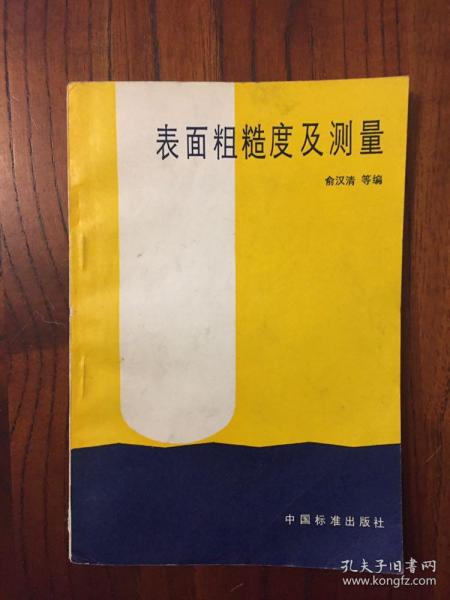 表面粗糙度及测量
俞汉清 等编
中国标准出版社
孔夫子旧书网
www.kongfz.com